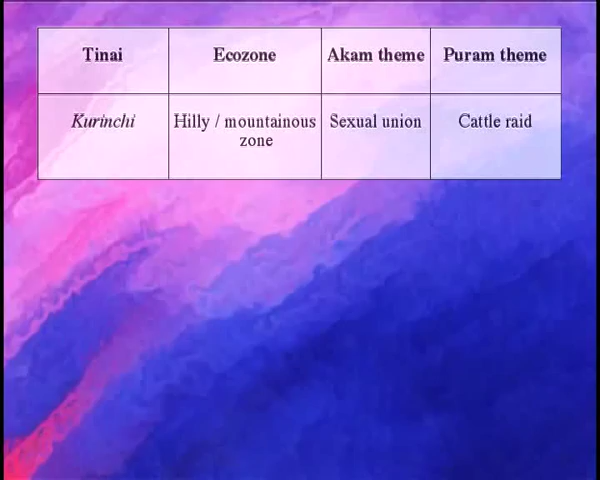 Tinai Ecozone Akam theme Puram theme
Kurinchi Hilly / mountainous Sexual union Cattle raid
zone